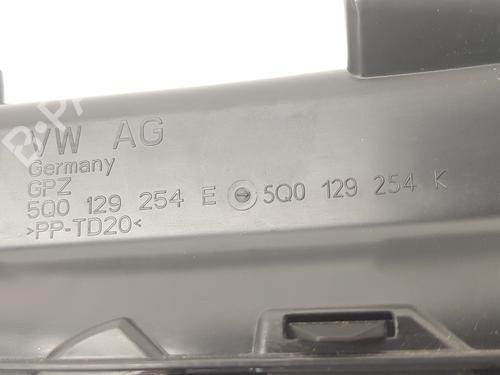 VW AG
Germany
GPZ
5Q0 129 254 E 5Q0 129 254 K
>PP-TD20<